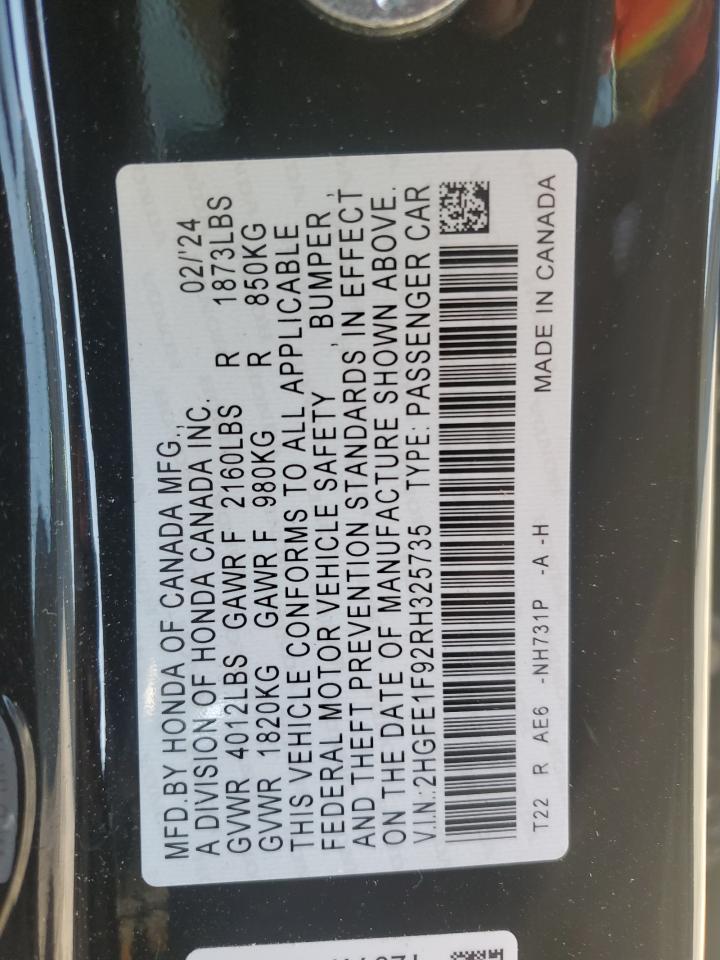 MFD.BY HONDA OF CANADA MFG.,
A DIVISION OF HONDA CANADA INC. 02/'24
GVWR 4012LBS GAWR F 2160LBS R 1873LBS
GVWR 1820KG GAWR F 980KG R 850KG
THIS VEHICLE CONFORMS TO ALL APPLICABLE
FEDERAL MOTOR VEHICLE SAFETY , BUMPER ,
AND THEFT PREVENTION STANDARDS IN EFFECT
ON THE DATE OF MANUFACTURE SHOWN ABOVE.
V.I.N.:2HGFE1F92RH325735 TYPE: PASSENGER CAR
T22 R AE6 -NH731P -A -H MADE IN CANADA